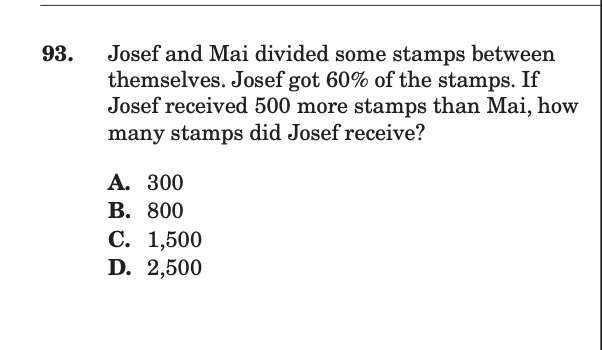 93. Josef and Mai divided some stamps between
themselves. Josef got 60% of the stamps. If
Josef received 500 more stamps than Mai, how
many stamps did Josef receive?
A. 300
B. 800
C. 1,500
D. 2,500